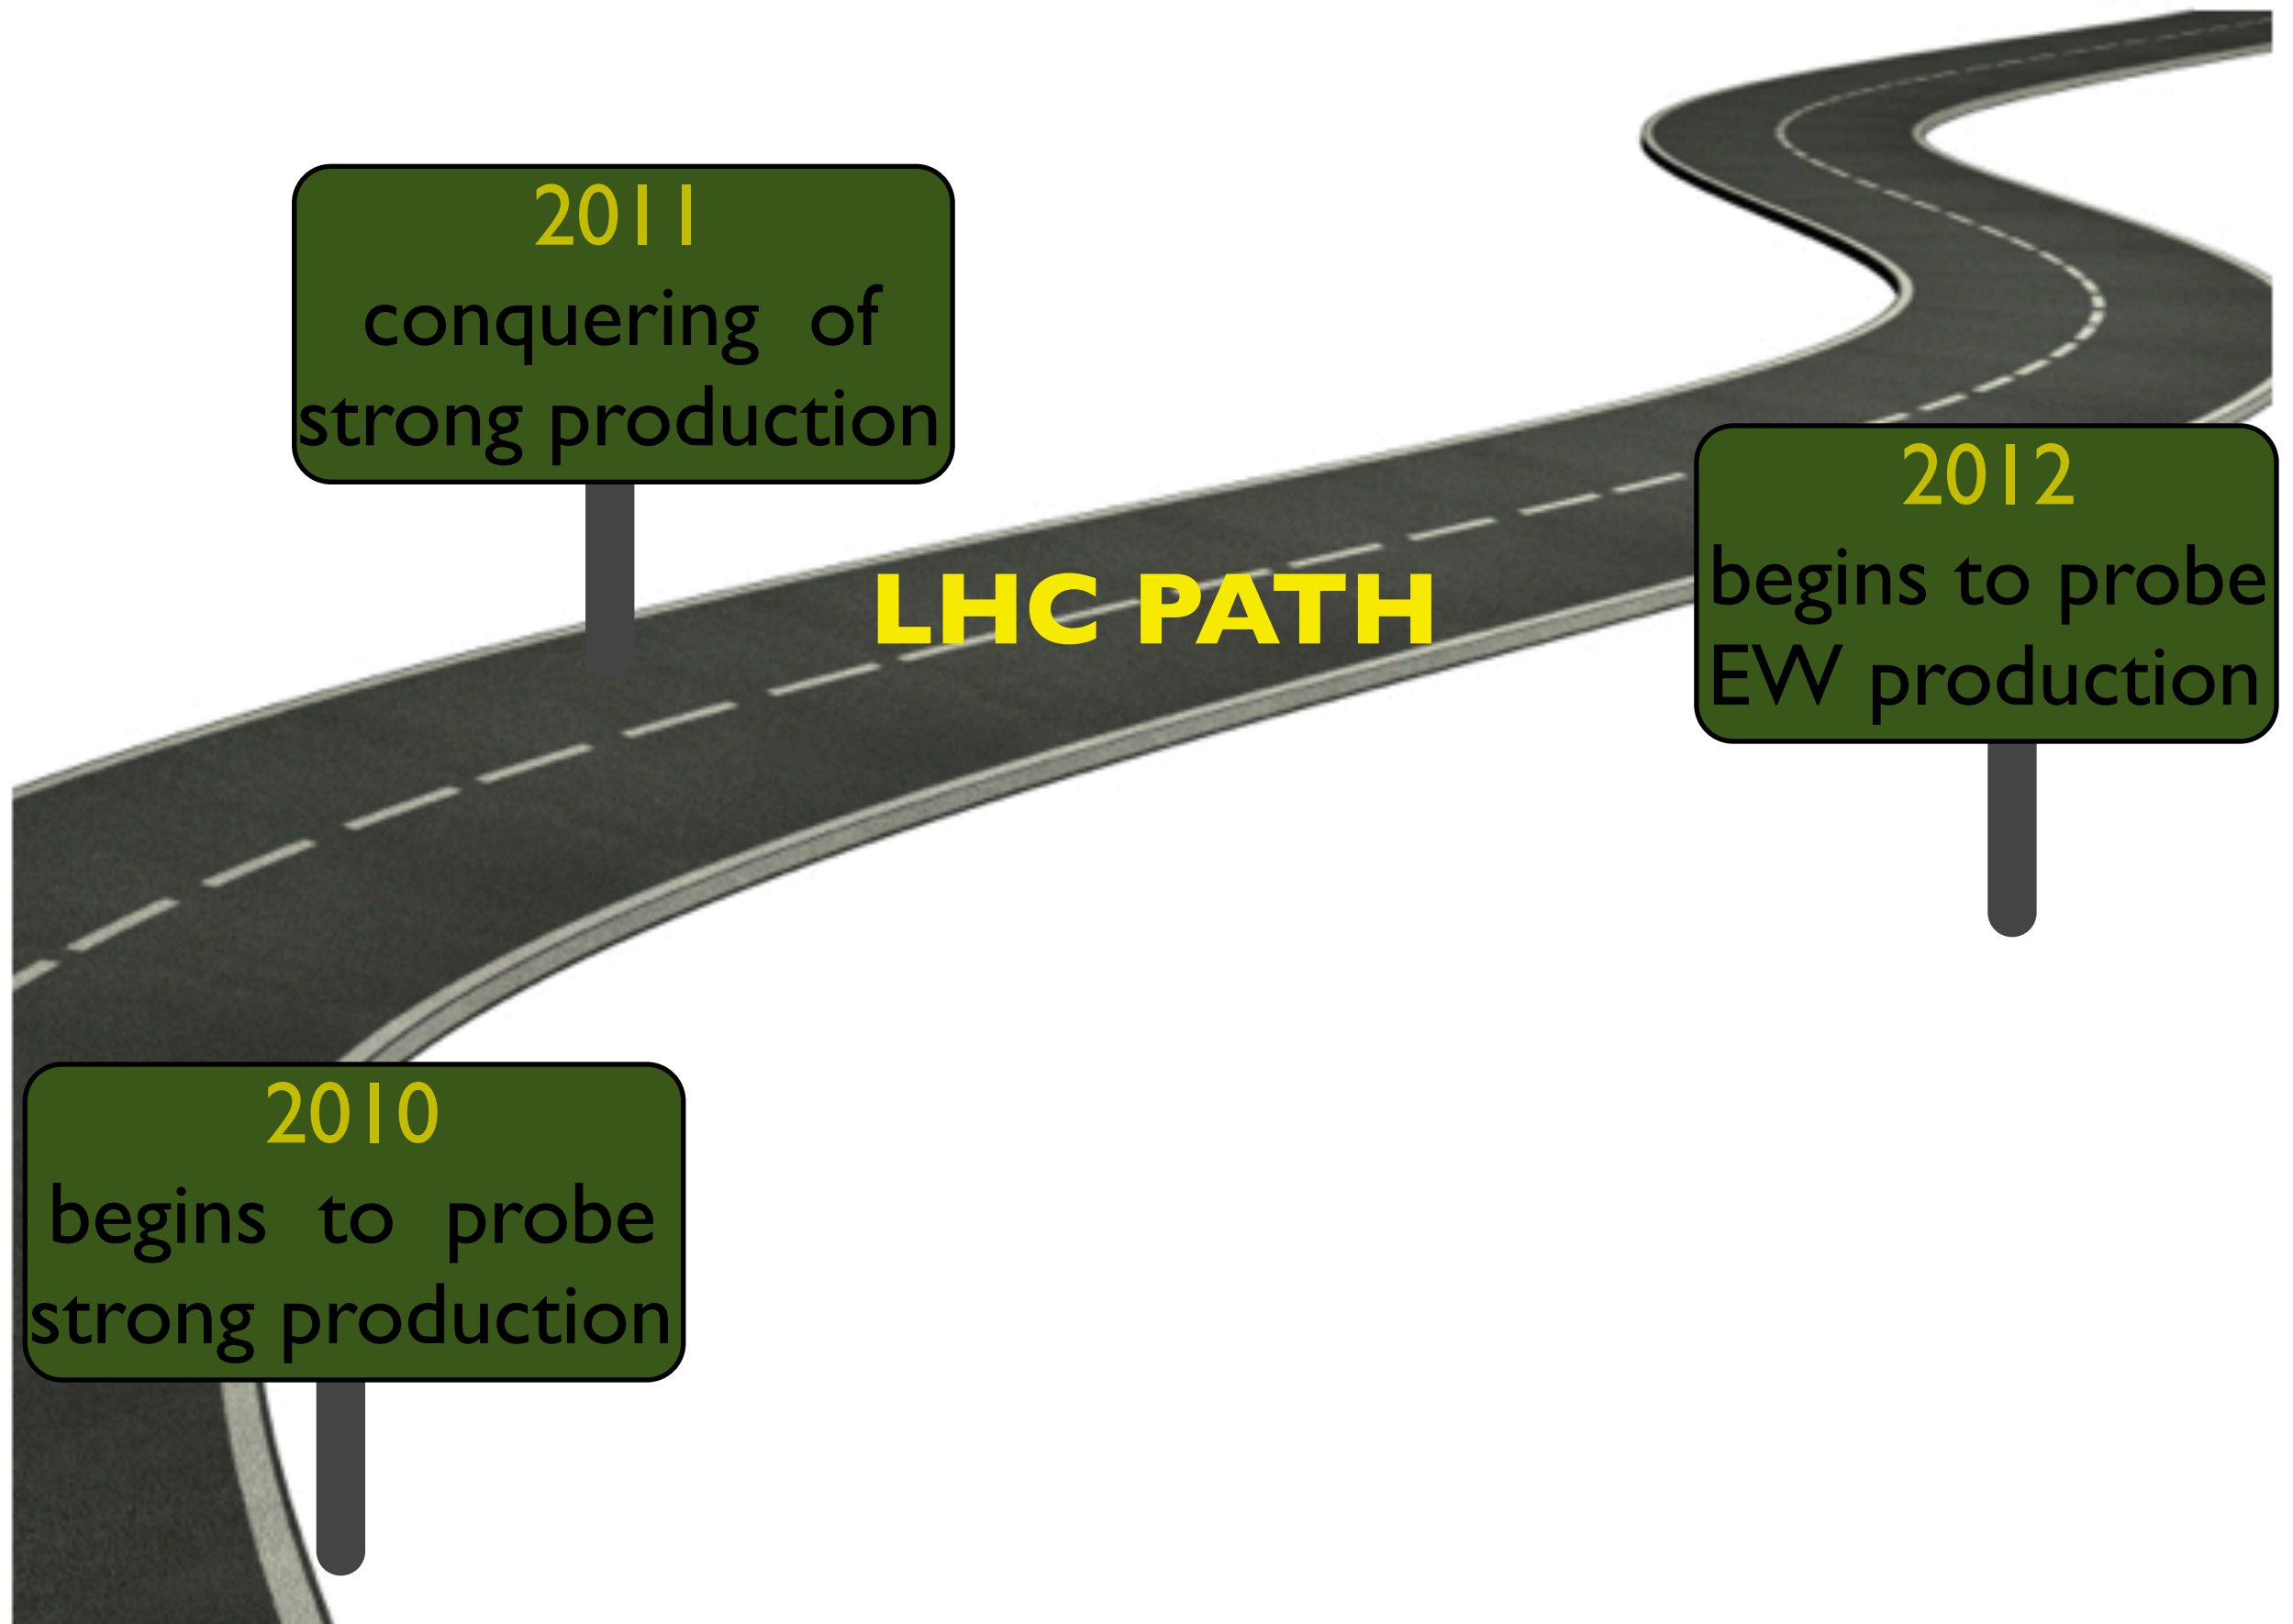 2011
conquering of
strong production
2012
begins to probe
EW production
LHC PATH
2010
begins to probe
strong production